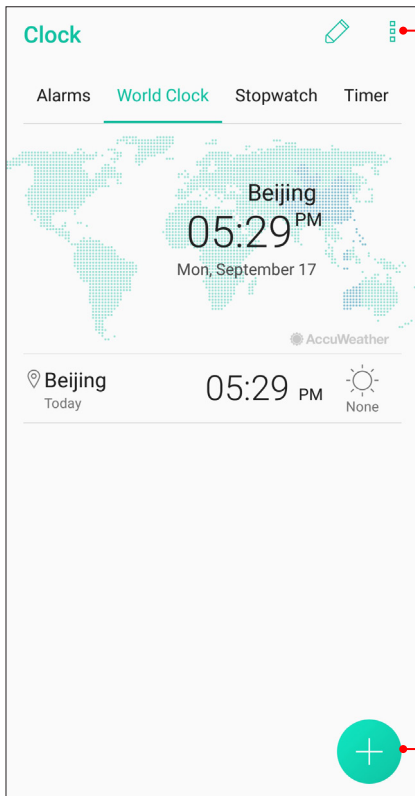 Clock
Alarms World Clock Stopwatch Timer
Beijing
05:29 PM
Mon, September 17
AccuWeather
Beijing 05:29 PM
Today None